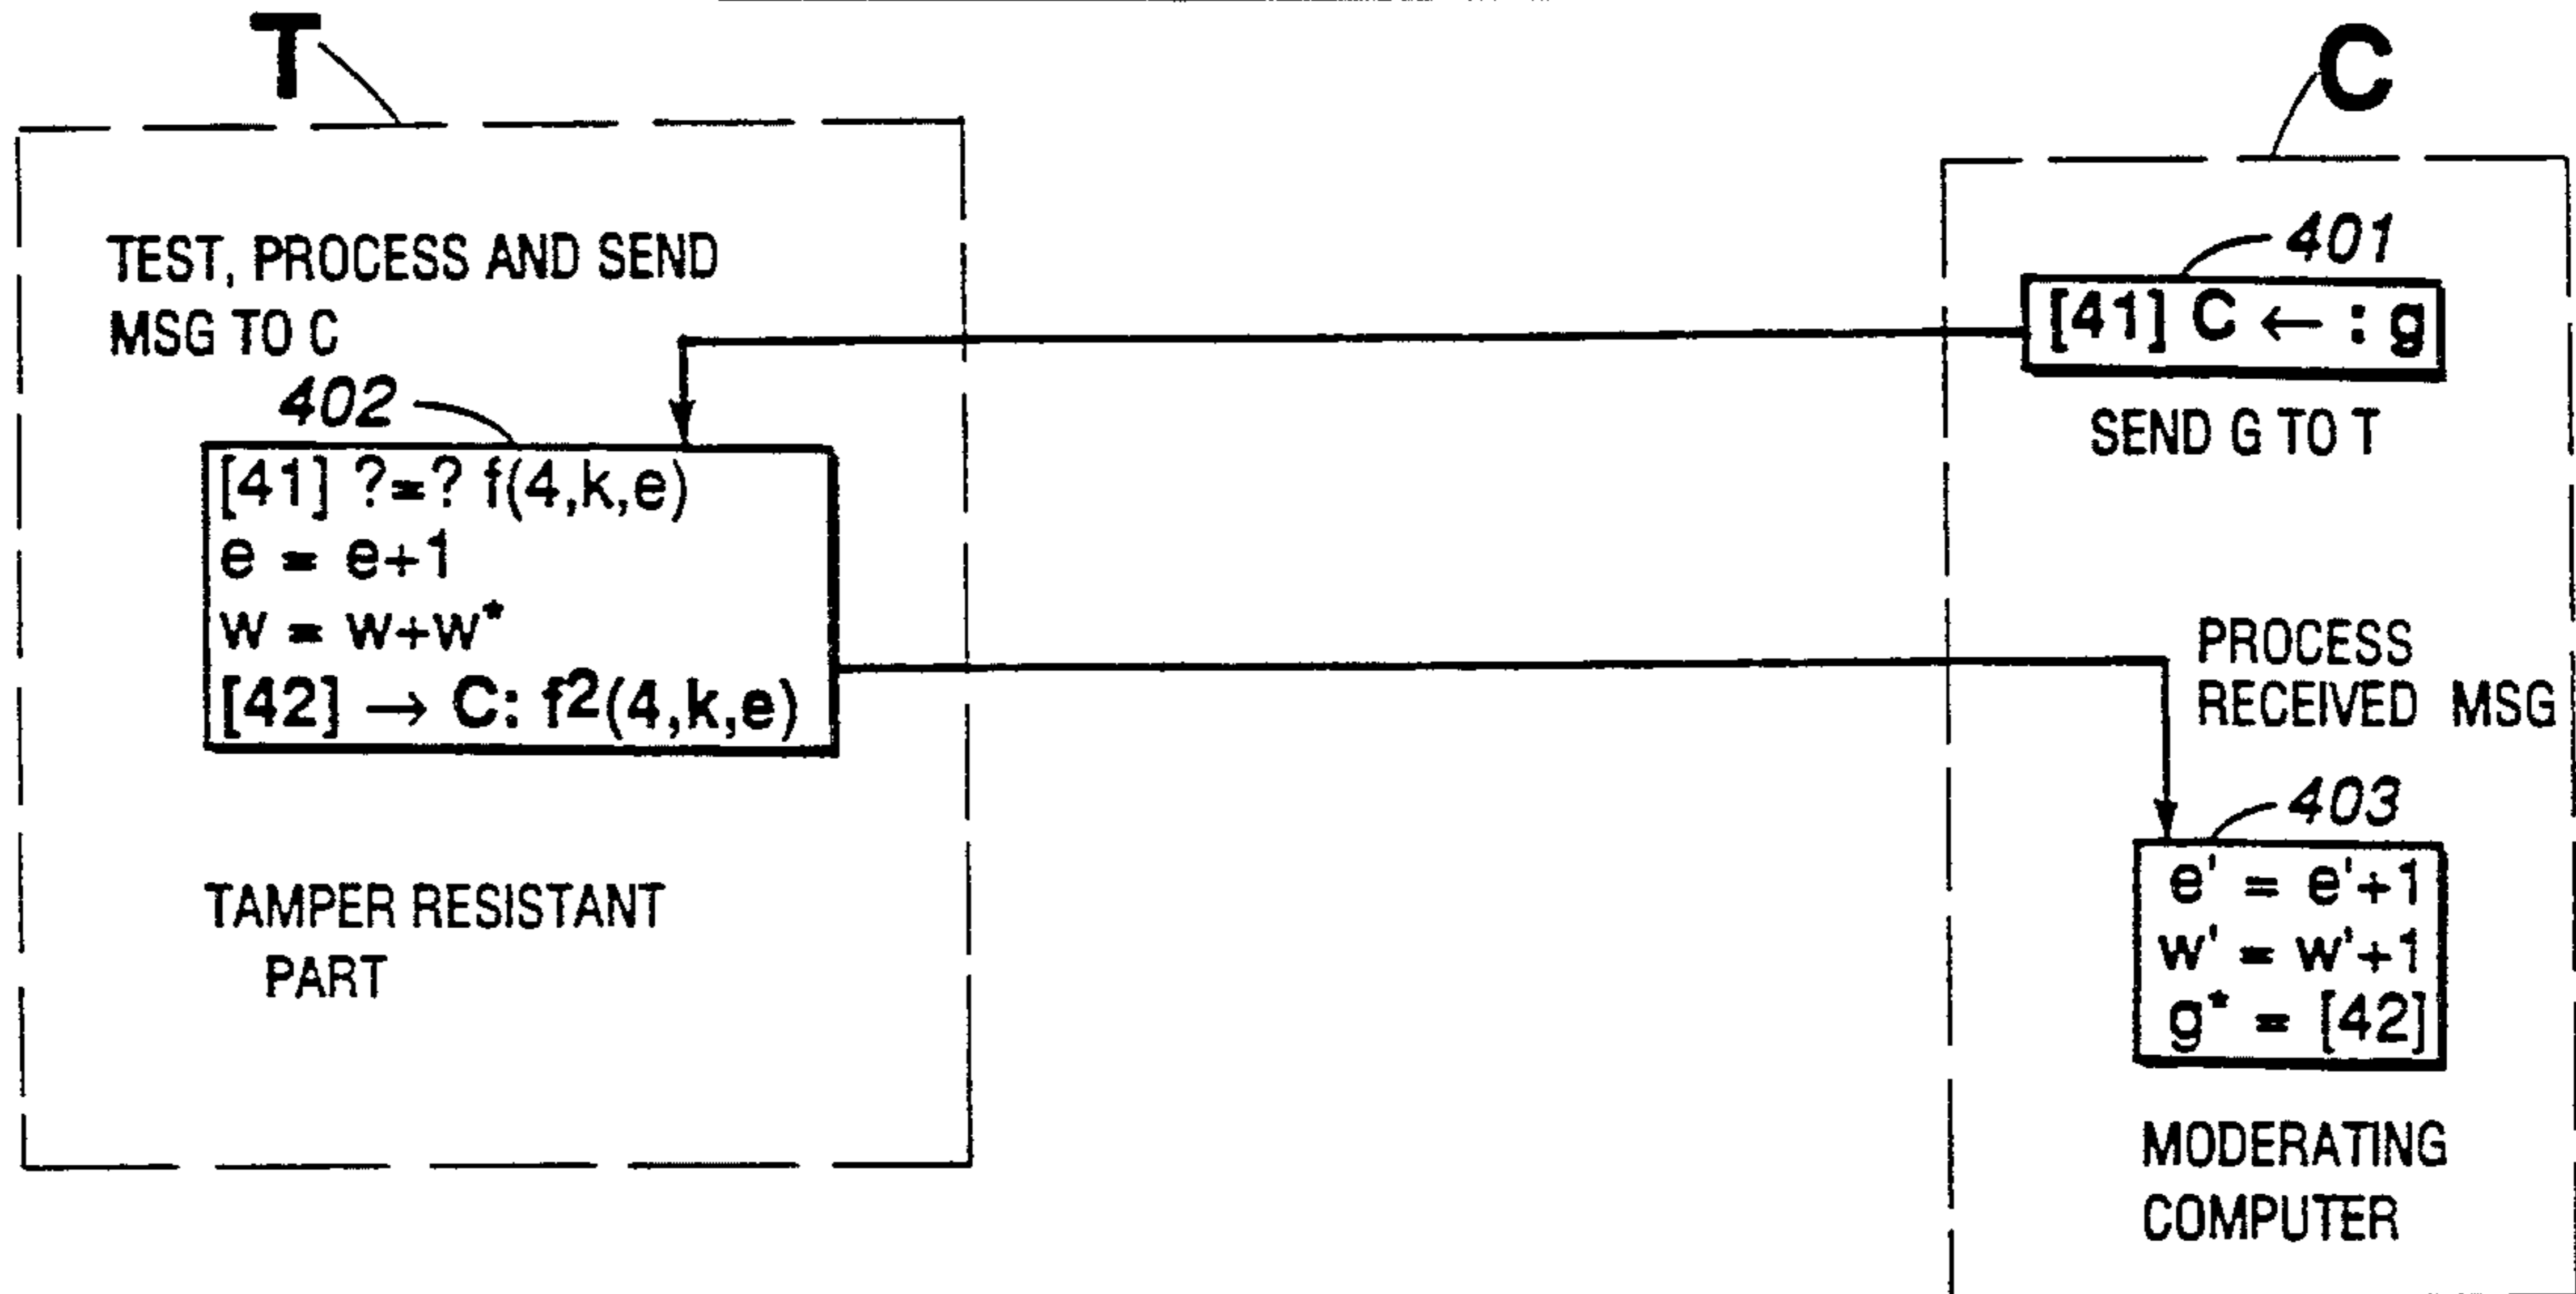 T
C
TEST, PROCESS AND SEND
MSG TO C
402
[41] ?=? f(4,k,e)
e = e+1
w = w+w*
[42] → C: f2(4,k,e)
TAMPER RESISTANT
PART
401
[41] C ← : g
SEND G TO T
PROCESS
RECEIVED MSG
403
e' = e'+1
w' = w'+1
g* = [42]
MODERATING
COMPUTER